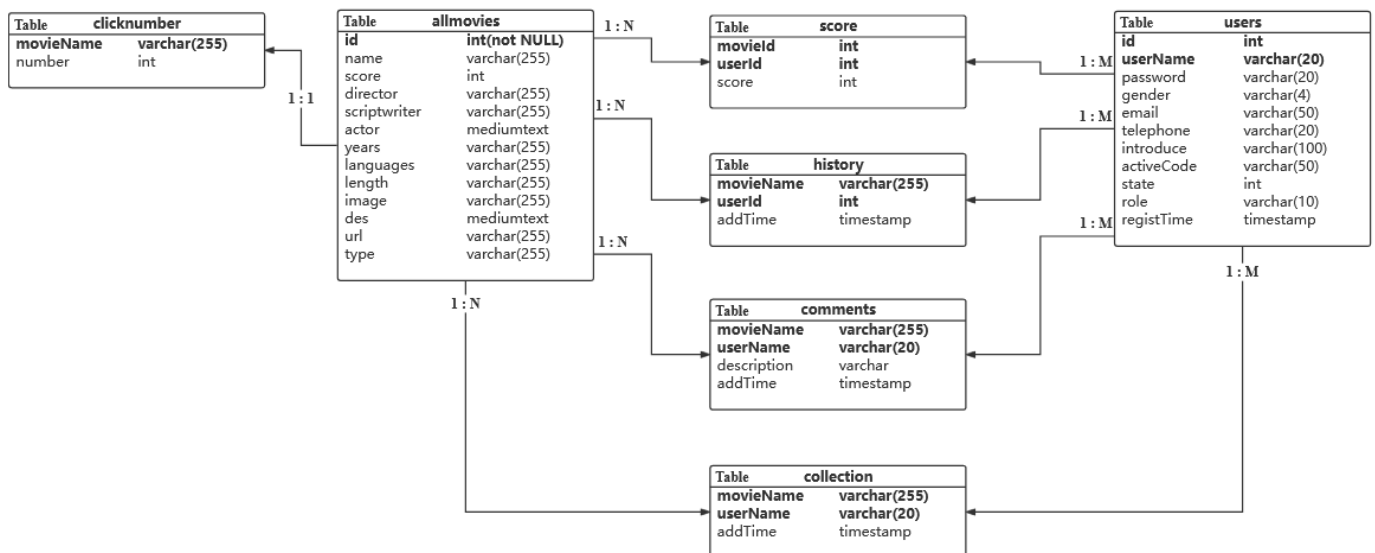 Table clicknumber
movieName varchar(255)
number int
1 : 1
Table allmovies
id int(not NULL)
name varchar(255)
score int
director varchar(255)
scriptwriter varchar(255)
actor mediumtext
years varchar(255)
languages varchar(255)
length varchar(255)
image varchar(255)
des mediumtext
url varchar(255)
type varchar(255)
1 : N
1 : N
1 : N
1 : N
Table score
movieId int
userId int
score int
Table history
movieName varchar(255)
userId int
addTime timestamp
Table comments
movieName varchar(255)
userName varchar(20)
description varchar
addTime timestamp
Table collection
movieName varchar(255)
userName varchar(20)
addTime timestamp
1 : M
1 : M
1 : M
1 : M
Table users
id int
userName varchar(20)
password varchar(20)
gender varchar(4)
email varchar(50)
telephone varchar(20)
introduce varchar(100)
activeCode varchar(50)
state int
role varchar(10)
registTime timestamp